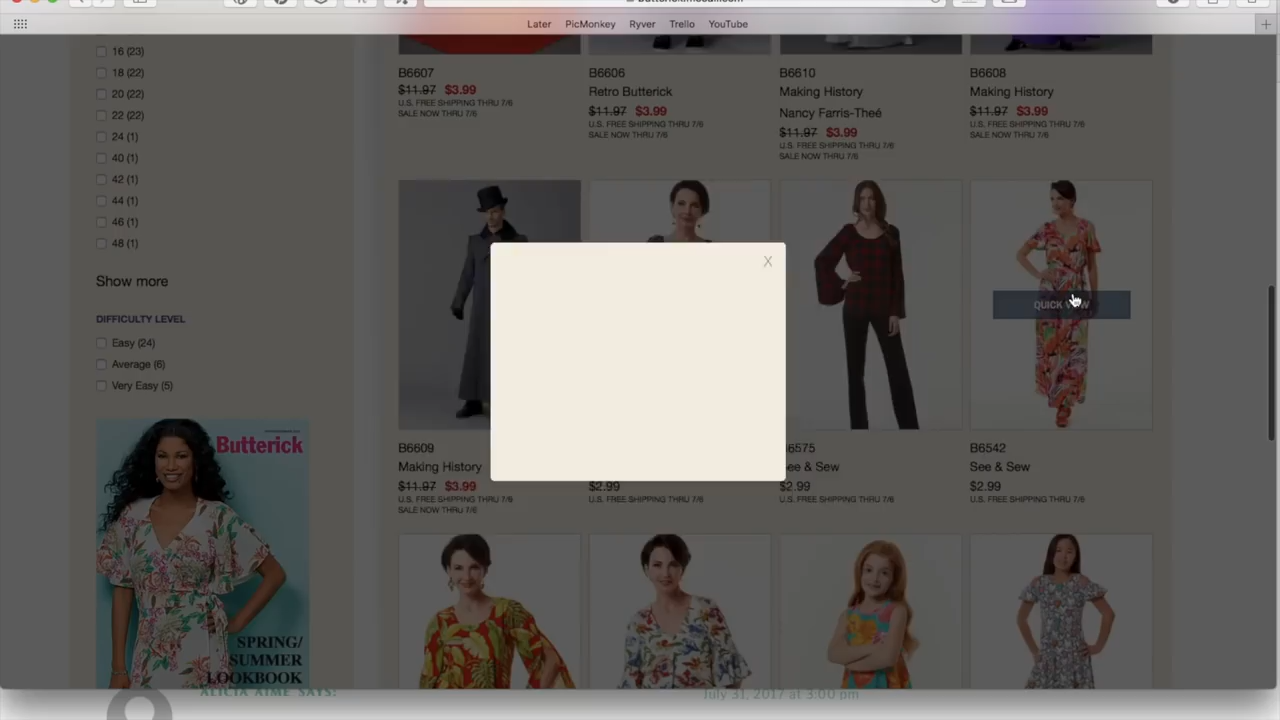 Later PicMonkey Ryver Trello YouTube
16 (23)
18 (22)
20 (22)
22 (22)
24 (1)
40 (1)
42 (1)
44 (1)
46 (1)
48 (1)
Show more
DIFFICULTY LEVEL
Easy (24)
Average (6)
Very Easy (5)
Butterick
SPRING/
SUMMER
LOOKBOOK
B6607
$11.97 $3.99
U.S. FREE SHIPPING THRU 7/6
SALE NOW THRU 7/6
B6606
Retro Butterick
$11.97 $3.99
U.S. FREE SHIPPING THRU 7/6
SALE NOW THRU 7/6
B6610
Making History
Nancy Farris-Theé
$11.97 $3.99
U.S. FREE SHIPPING THRU 7/6
SALE NOW THRU 7/6
B6608
Making History
$11.97 $3.99
U.S. FREE SHIPPING THRU 7/6
SALE NOW THRU 7/6
X
QUICK
B6609
Making History
$11.97 $3.99
U.S. FREE SHIPPING THRU 7/6
SALE NOW THRU 7/6
$2.99
U.S. FREE SHIPPING THRU 7/6
6575
ee & Sew
$2.99
U.S. FREE SHIPPING THRU 7/6
B6542
See & Sew
$2.99
U.S. FREE SHIPPING THRU 7/6
ALICIA XIME SAYS:
July 31, 2017 at 3:00 pm